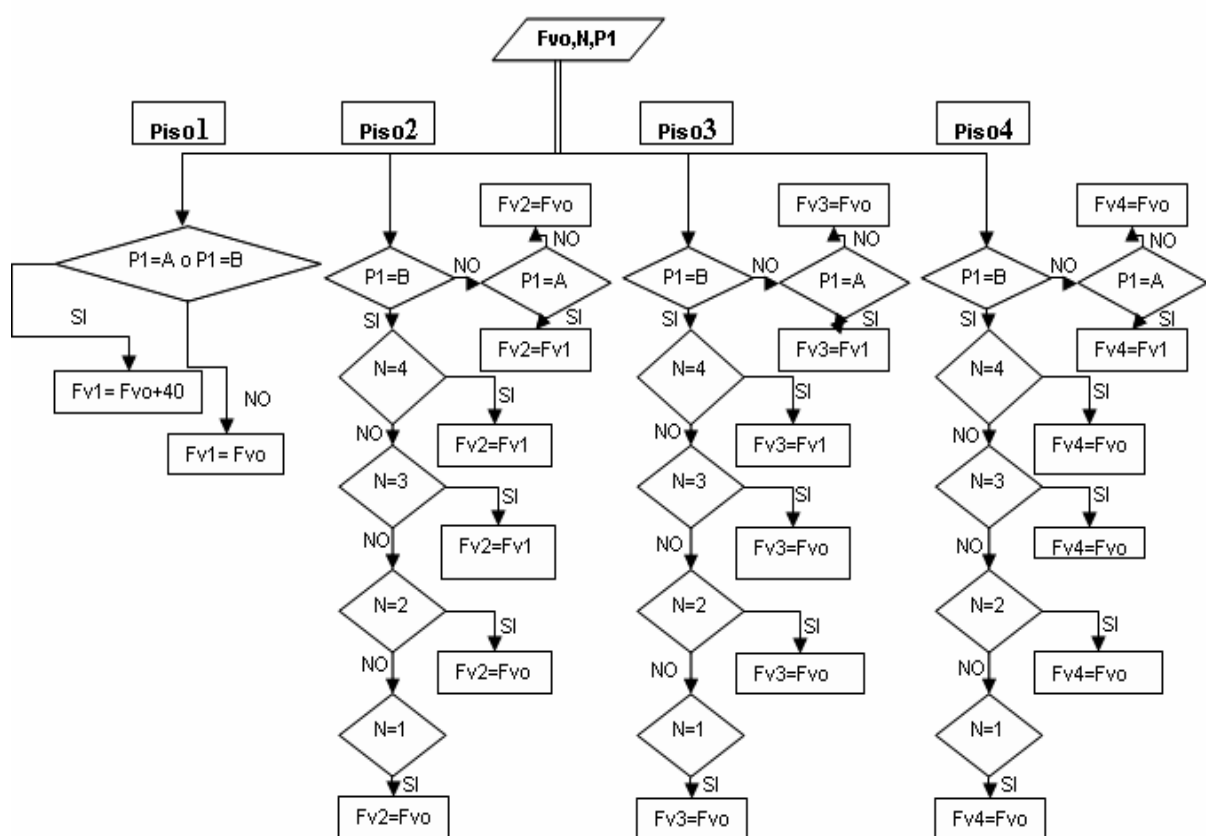 Fvo,N,P1
Piso1
Piso2
Piso3
Piso4
P1=A o P1=B
SI
Fv1= Fvo+40
NO
Fv1= Fvo
Fv2=Fvo
NO
P1=B
NO
P1=A
SI
SI
Fv2=Fv1
N=4
SI
NO
Fv2=Fv1
N=3
SI
NO
Fv2=Fv1
N=2
SI
NO
Fv2=Fvo
N=1
SI
Fv2=Fvo
Fv3=Fvo
NO
P1=B
NO
P1=A
SI
SI
Fv3=Fv1
N=4
SI
NO
Fv3=Fv1
N=3
SI
NO
Fv3=Fvo
N=2
SI
NO
Fv3=Fvo
N=1
SI
Fv3=Fvo
Fv4=Fvo
NO
P1=B
NO
P1=A
SI
SI
Fv4=Fv1
N=4
SI
NO
Fv4=Fvo
N=3
SI
NO
Fv4=Fvo
N=2
SI
NO
Fv4=Fvo
N=1
SI
Fv4=Fvo